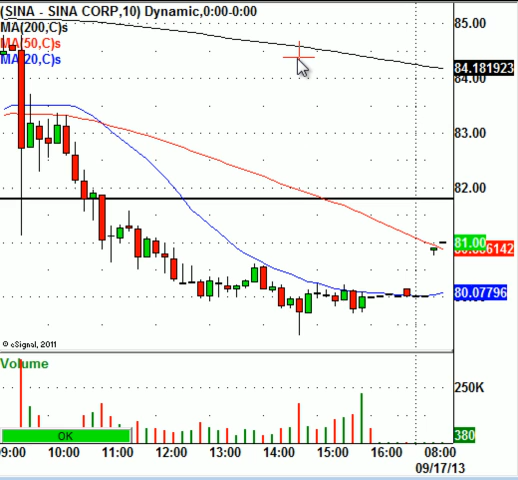 (SINA - SINA CORP,10) Dynamic,0:00-0:00
MA(200,C)s
MA(50,C)s
MA(20,C)s
85.00
84.181923
84.00
83.00
82.00
81.00
6142
80.07796
© eSignal, 2011
Volume
250K
OK
380
09:00 10:00 11:00 12:00 13:00 14:00 15:00 16:00 08:00
09/17/13